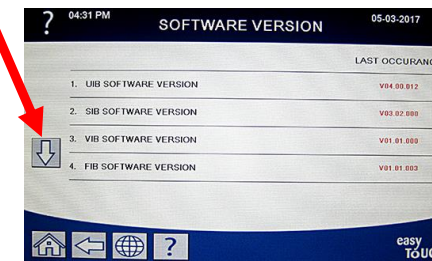 ? 04:31 PM SOFTWARE VERSION 05-03-2017
LAST OCCURANC
1. UIB SOFTWARE VERSION V04.00.012
2. SIB SOFTWARE VERSION V03.02.000
3. VIB SOFTWARE VERSION V01.01.000
4. FIB SOFTWARE VERSION V01.01.003
?
easy
TOUC